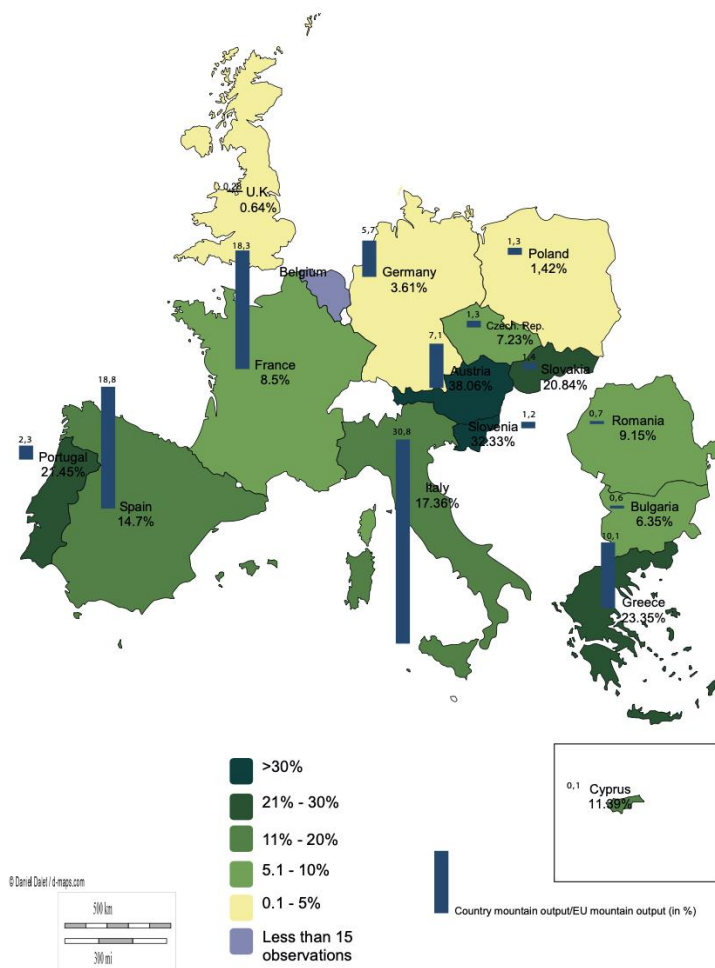 0,28
U.K.
0.64%
18,3
5,7
1,3
Poland
1,42%
Belgium
Germany
3.61%
1,3
Czech. Rep.
7.23%
7,1
France
8.5%
Austria
38.06%
1,4
Slovakia
20.84%
18,8
2,3
Portugal
21.45%
30,8
Slovenia
32.33%
1,2
0,7
Romania
9.15%
Spain
14.7%
Italy
17.36%
0,6
Bulgaria
6.35%
10,1
Greece
23.35%
>30%
21% - 30%
11% - 20%
5.1 - 10%
0.1 - 5%
Less than 15
observations
0,1
Cyprus
11.39%
© Daniel Dalet / d-maps.com
500 km
300 mi
Country mountain output/EU mountain output (in %)